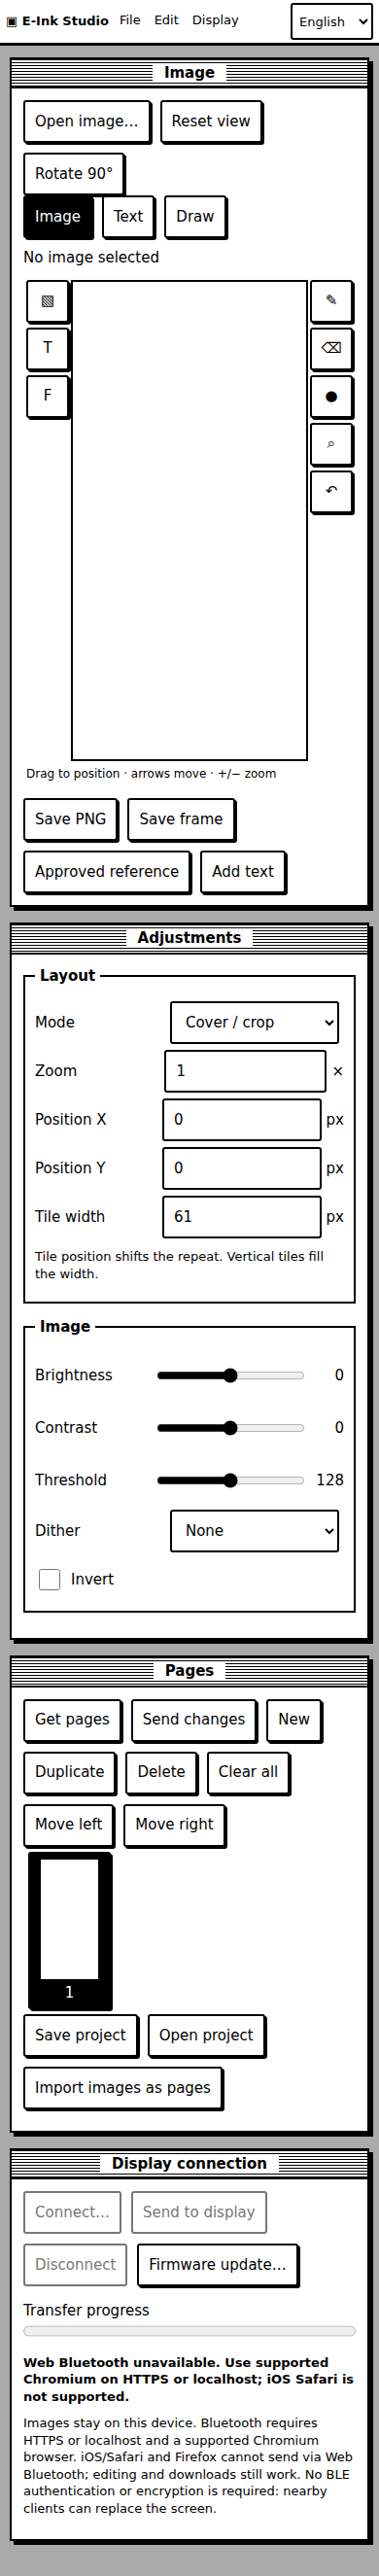 E-Ink Studio File Edit Display English
Image
Open image... Reset view
Rotate 90°
Image Text Draw
No image selected
T
F
Drag to position · arrows move · +/− zoom
Save PNG Save frame
Approved reference Add text
Adjustments
Layout
Mode Cover / crop
Zoom 1 ×
Position X 0 px
Position Y 0 px
Tile width 61 px
Tile position shifts the repeat. Vertical tiles fill
the width.
Image
Brightness 0
Contrast 0
Threshold 128
Dither None
Invert
Pages
Get pages Send changes New
Duplicate Delete Clear all
Move left Move right
1
Save project Open project
Import images as pages
Display connection
Connect... Send to display
Disconnect Firmware update...
Transfer progress
Web Bluetooth unavailable. Use supported
Chromium on HTTPS or localhost; iOS Safari is
not supported.
Images stay on this device. Bluetooth requires
HTTPS or localhost and a supported Chromium
browser. iOS/Safari and Firefox cannot send via Web
Bluetooth; editing and downloads still work. No BLE
authentication or encryption is required: nearby
clients can replace the screen.